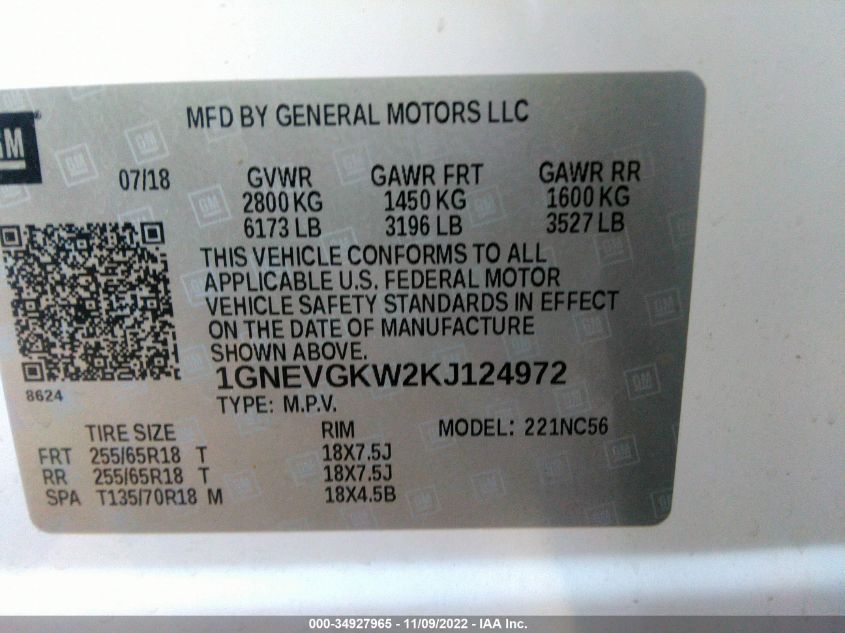 GM
MFD BY GENERAL MOTORS LLC
07/18 GVWR GAWR FRT GAWR RR
2800 KG 1450 KG 1600 KG
6173 LB 3196 LB 3527 LB
THIS VEHICLE CONFORMS TO ALL
APPLICABLE U.S. FEDERAL MOTOR
VEHICLE SAFETY STANDARDS IN EFFECT
ON THE DATE OF MANUFACTURE
SHOWN ABOVE.
8624
1GNEVGKW2KJ124972
TYPE: M.P.V.
TIRE SIZE RIM MODEL: 221NC56
FRT 255/65R18 T 18X7.5J
RR 255/65R18 T 18X7.5J
SPA T135/70R18 M 18X4.5B
000-34927965 - 11/09/2022 - IAA Inc.